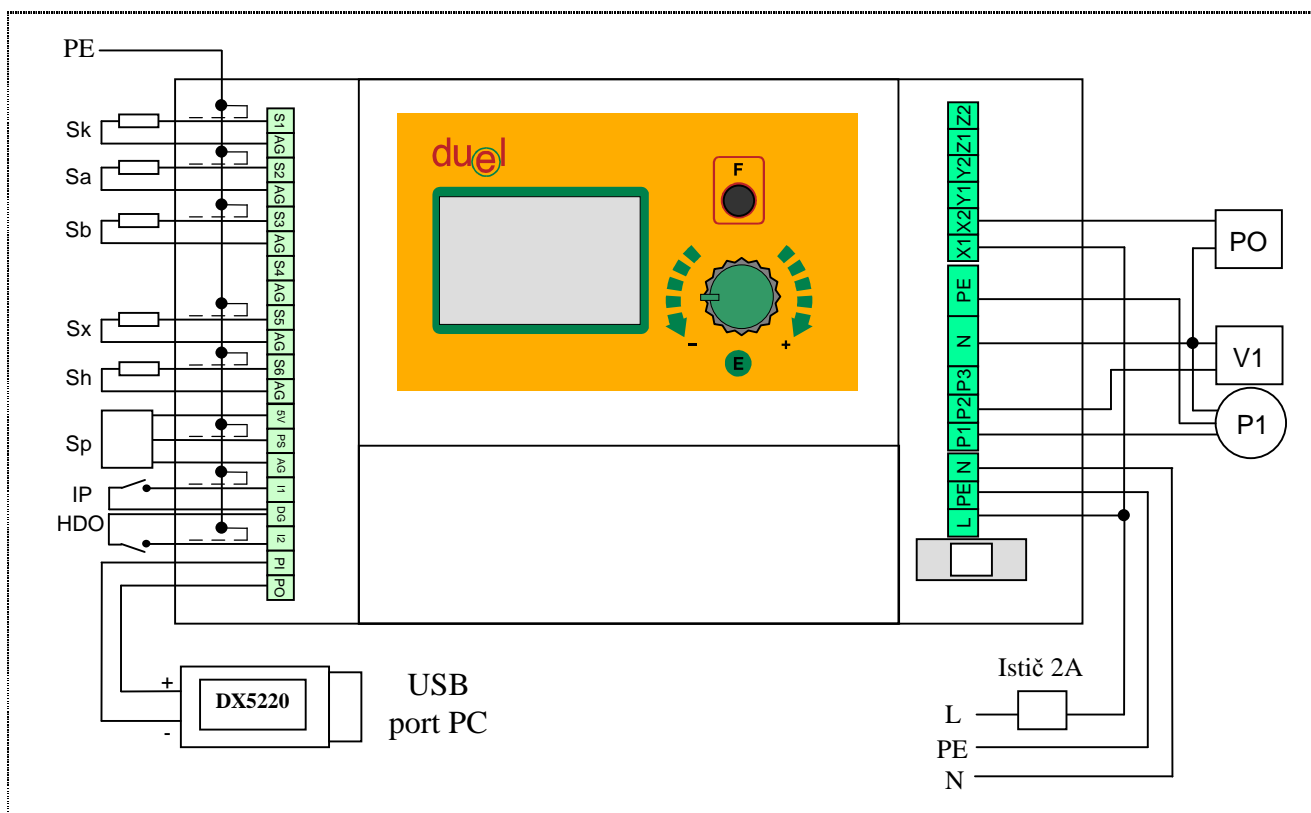 PE
Sk
Sa
Sb
Sx
Sh
Sp
IP
HDO
S1
AG
S2
AG
S3
AG
S4
AG
S5
AG
S6
AG
5V
PS
AG
I1
DG
I2
PI
PO
duel
F
-
+
E
Z2
Z1
Y2
Y1
X2
X1
PE
N
P3
P2
P1
N
PE
L
PO
V1
P1
+
-
DX5220
USB
port PC
Istič 2A
L
PE
N